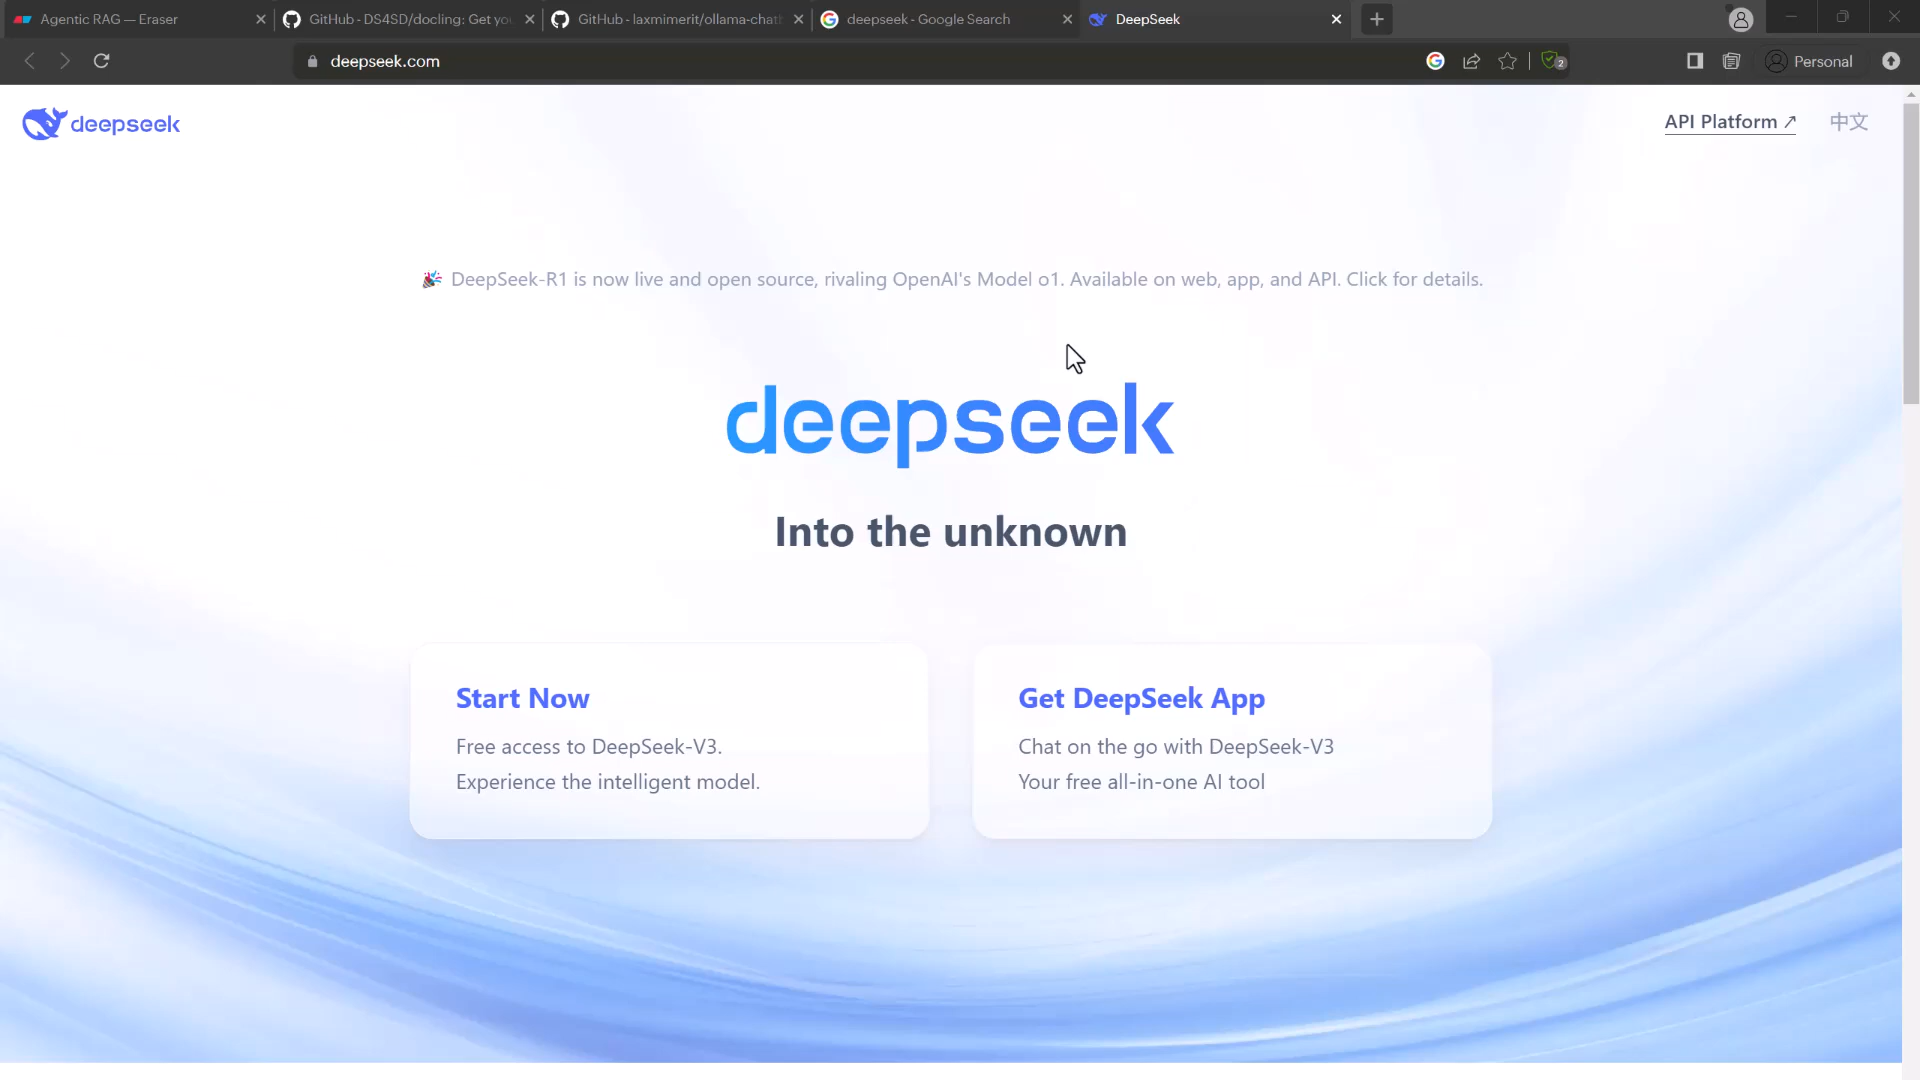 Agentic RAG — Eraser
GitHub - DS4SD/docling: Get yo
GitHub - laxmimerit/ollama-chat
deepseek - Google Search
DeepSeek
deepseek.com
2
Personal
deepseek
API Platform ↗
中文
🎉 DeepSeek-R1 is now live and open source, rivaling OpenAI's Model o1. Available on web, app, and API. Click for details.
deepseek
Into the unknown
Start Now
Free access to DeepSeek-V3.
Experience the intelligent model.
Get DeepSeek App
Chat on the go with DeepSeek-V3
Your free all-in-one AI tool